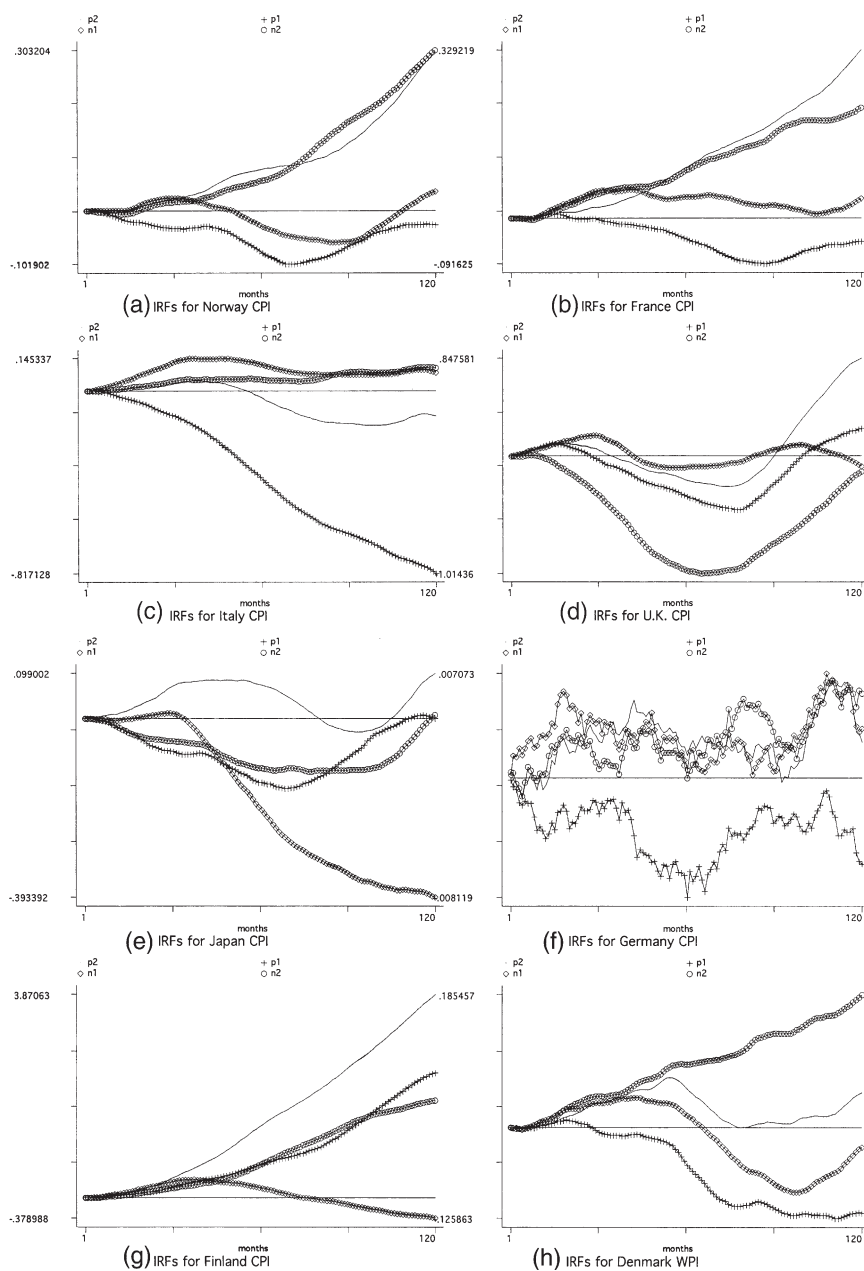 p2 + p1
◇ n1 ○ n2
.303204
-.101902
1 120
months
(a) IRFs for Norway CPI
p2 + p1
◇ n1 ○ n2
.329219
-.091625
1 120
months
(b) IRFs for France CPI
p2 + p1
◇ n1 ○ n2
.145337
-.817128
1 120
months
(c) IRFs for Italy CPI
p2 + p1
◇ n1 ○ n2
.847581
1.01436
1 120
months
(d) IRFs for U.K. CPI
p2 + p1
◇ n1 ○ n2
.099002
-.393392
1 120
months
(e) IRFs for Japan CPI
p2 + p1
◇ n1 ○ n2
.007073
.008119
1 120
months
(f) IRFs for Germany CPI
p2 + p1
◇ n1 ○ n2
3.87063
-.378988
1 120
months
(g) IRFs for Finland CPI
p2 + p1
◇ n1 ○ n2
.185457
.125863
1 120
months
(h) IRFs for Denmark WPI